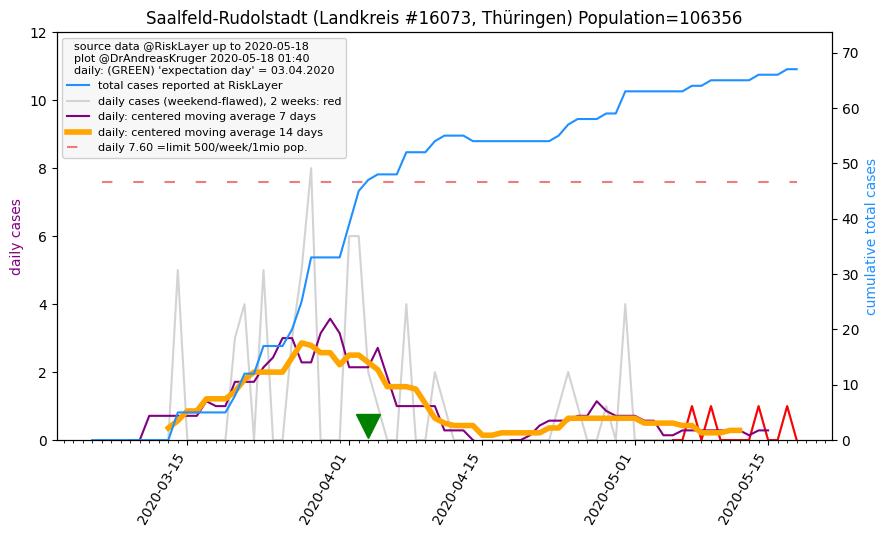 Saalfeld-Rudolstadt (Landkreis #16073, Thüringen) Population=106356
source data @RiskLayer up to 2020-05-18
plot @DrAndreasKruger 2020-05-18 01:40
daily: (GREEN) 'expectation day' = 03.04.2020
total cases reported at RiskLayer
daily cases (weekend-flawed), 2 weeks: red
daily: centered moving average 7 days
daily: centered moving average 14 days
daily 7.60 =limit 500/week/1mio pop.
daily cases
12
10
8
6
4
2
0
cumulative total cases
70
60
50
40
30
20
10
0
2020-03-15
2020-04-01
2020-04-15
2020-05-01
2020-05-15